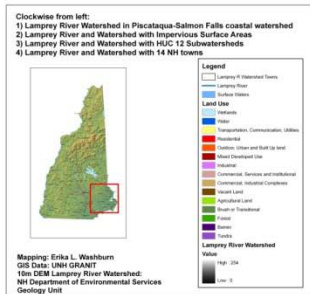 Clockwise from left:
1) Lamprey River Watershed in Piscataqua-Salmon Falls coastal watershed
2) Lamprey River and Watershed with Impervious Surface Areas
3) Lamprey River and Watershed with HUC 12 Subwatersheds
4) Lamprey River and Watershed with 14 NH towns
Legend
Lamprey R Watershed Towns
Lamprey River
Surface Waters
Land Use
Wetlands
Water
Transportation, Communication, Utilities
Residential
Outdoor, Urban and Built Up land
Mixed Developed Use
Industrial
Commercial, Services and Institutional
Commercial, Industrial Complexes
Vacant Land
Agricultural Land
Brush or Transitional
Forest
Barren
Tundra
Lamprey River Watershed
Value
High : 254
Low : 0
Mapping: Erika L. Washburn
GIS Data: UNH GRANIT
10m DEM Lamprey River Watershed:
NH Department of Environmental Services
Geology Unit